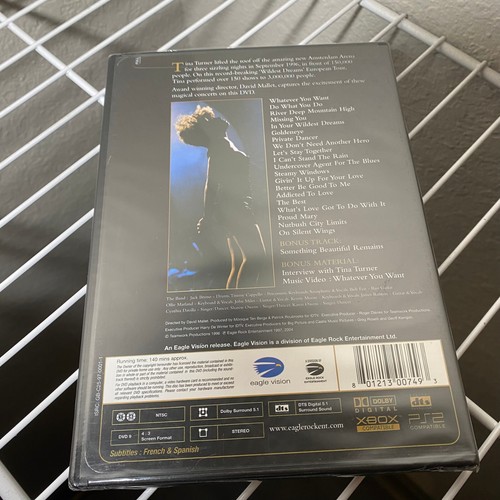 Tina Turner lifted the roof off the amazing new Amsterdam Arena
for three sizzling nights in September 1996, in front of 150,000
people. On this record-breaking 'Wildest Dreams' European Tour,
Tina performed over 150 shows to 3,000,000 people.
Award winning director, David Mallet, captures the excitement of these
magical concerts on this DVD.
Whatever You Want
Do What You Do
River Deep Mountain High
Missing You
In Your Wildest Dreams
Goldeneye
Private Dancer
We Don't Need Another Hero
Let's Stay Together
I Can't Stand The Rain
Undercover Agent For The Blues
Steamy Windows
Givin' It Up For Your Love
Better Be Good To Me
Addicted To Love
The Best
What's Love Got To Do With It
Proud Mary
Nutbush City Limits
On Silent Wings
BONUS TRACK:
Something Beautiful Remains
BONUS MATERIAL:
Interview with Tina Turner
Music Video : Whatever You Want
An Eagle Vision release. Eagle Vision is a division of Eagle Rock Entertainment Ltd.
Running time: 140 mins approx.
eagle vision
8 01213 00749 3
NTSC
Dolby Surround 5.1
dts
DTS Digital 5.1
Surround Sound
DVD 9
4 : 3
Screen Format
STEREO
www.eaglerockent.com
DOLBY
DIGITAL
dts
XBOX
COMPATIBLE
PS2
COMPATIBLE
Subtitles : French & Spanish